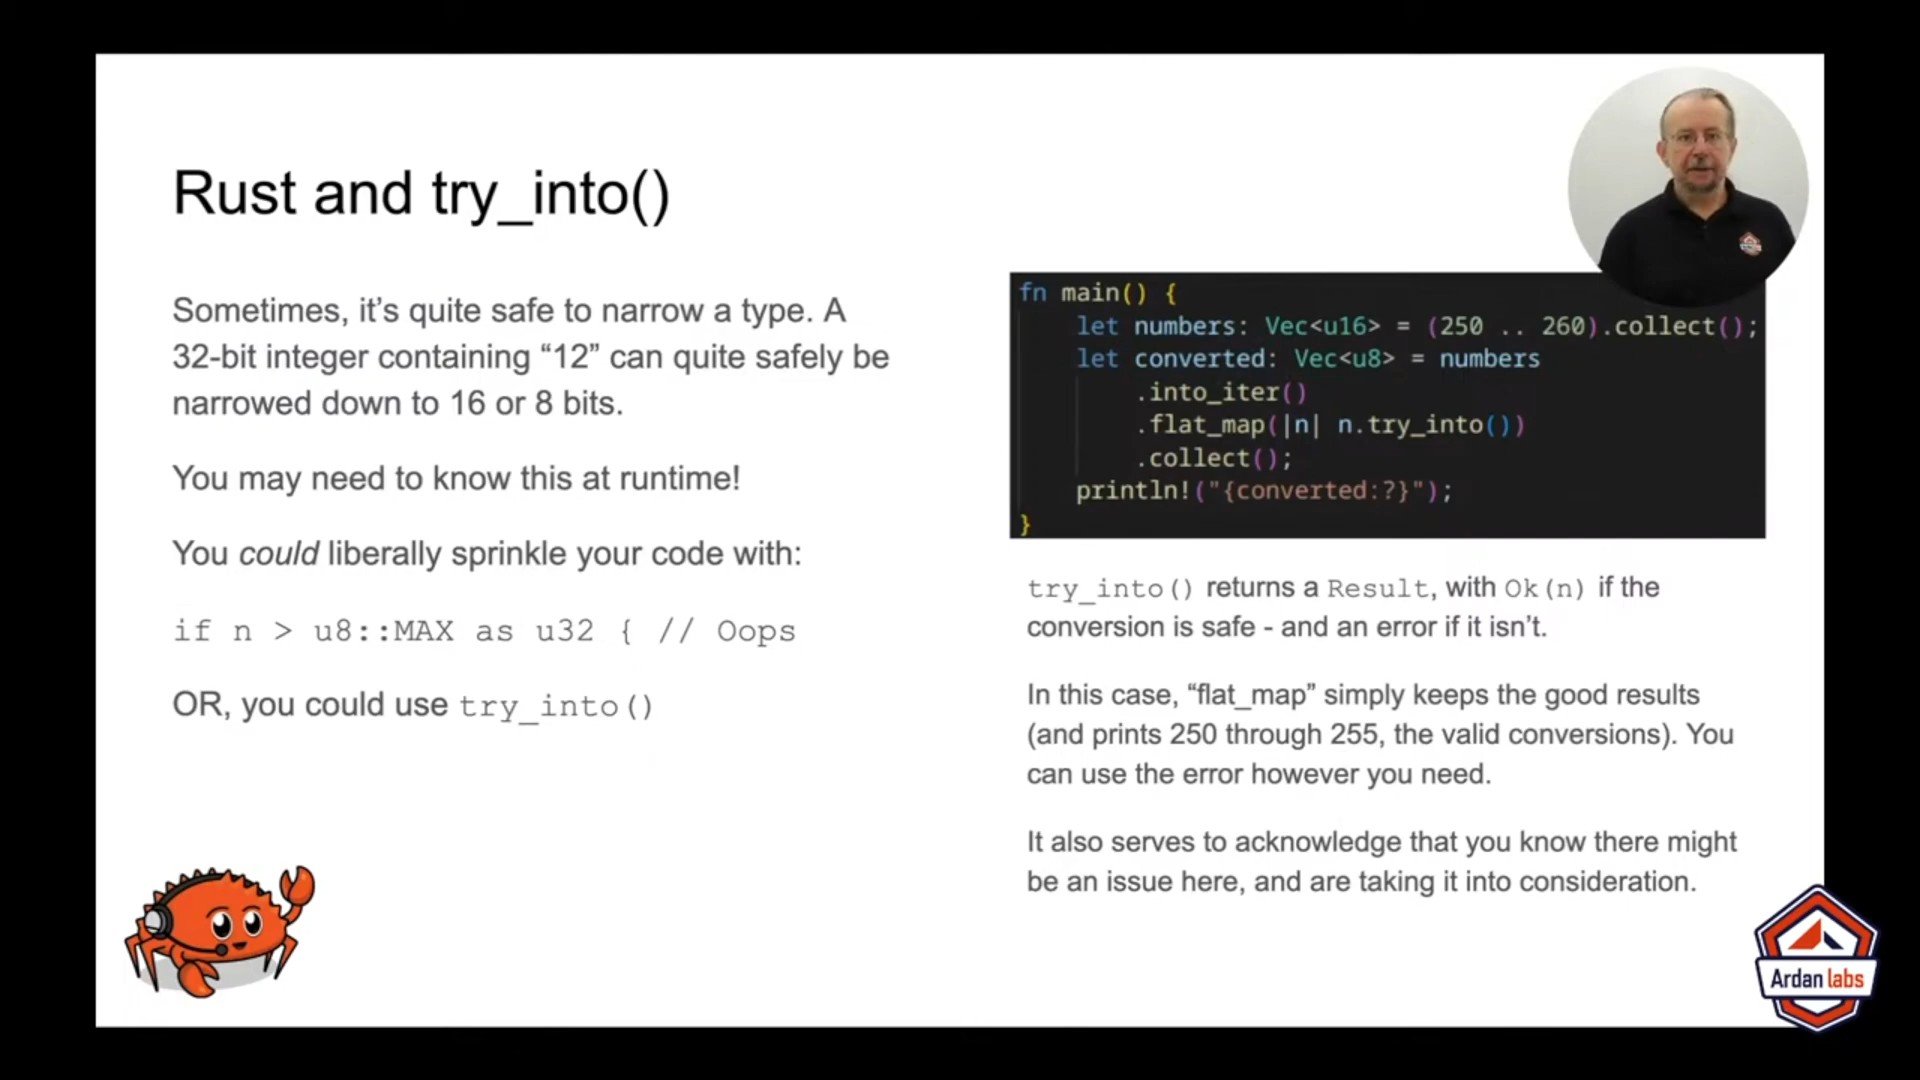 Rust and try_into()
Sometimes, it’s quite safe to narrow a type. A
32-bit integer containing “12” can quite safely be
narrowed down to 16 or 8 bits.
You may need to know this at runtime!
You could liberally sprinkle your code with:
if n > u8::MAX as u32 { // Oops
OR, you could use try_into()
fn main() {
    let numbers: Vec<u16> = (250 .. 260).collect();
    let converted: Vec<u8> = numbers
        .into_iter()
        .flat_map(|n| n.try_into())
        .collect();
    println!("{converted:?}");
}
try_into() returns a Result, with Ok(n) if the
conversion is safe - and an error if it isn’t.
In this case, “flat_map” simply keeps the good results
(and prints 250 through 255, the valid conversions). You
can use the error however you need.
It also serves to acknowledge that you know there might
be an issue here, and are taking it into consideration.
Ardan labs